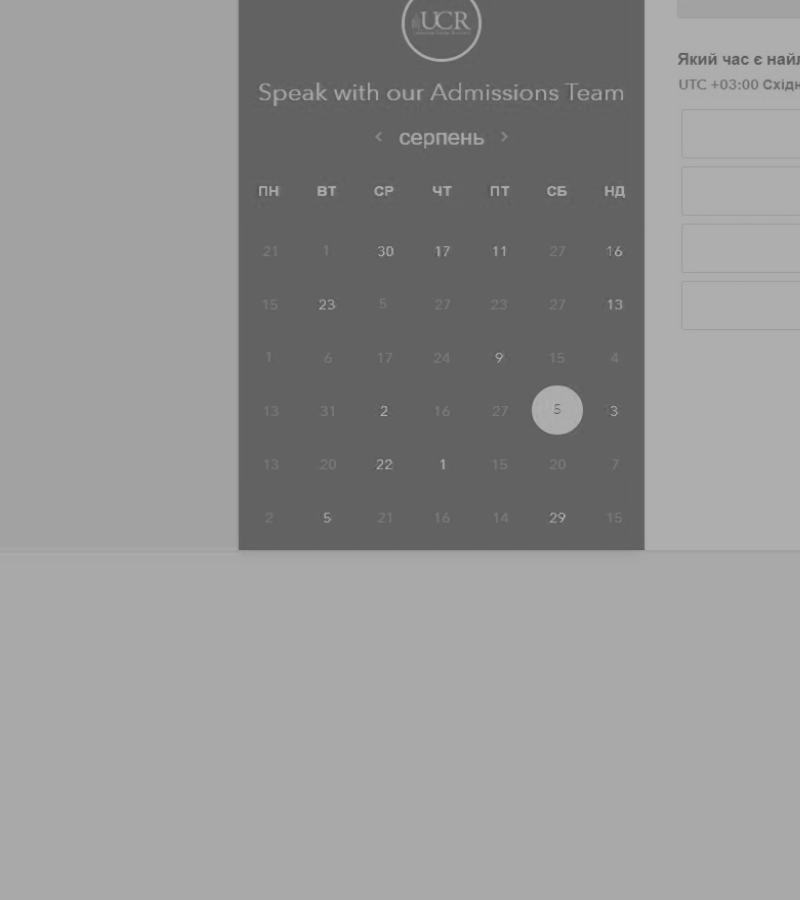 UCR
Speak with our Admissions Team
< серпень >
ПН ВТ СР ЧТ ПТ СБ НД
21 1 30 17 11 27 16
15 23 5 27 23 27 13
1 6 17 24 9 15 4
13 31 2 16 27 5 3
13 20 22 1 15 20 7
2 5 21 16 14 29 15
Який час є най
UTC +03:00 Східн